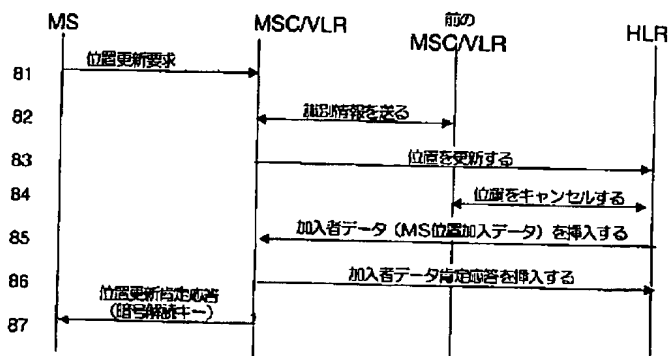 MS
MSC/VLR
前の
MSC/VLR
HLR
81
位置更新要求
82
識別情報を送る
83
位置を更新する
84
位置をキャンセルする
85
加入者データ（MS位置加入データ）を挿入する
86
加入者データ肯定応答を挿入する
87
位置更新肯定応答
（暗号解読キー）